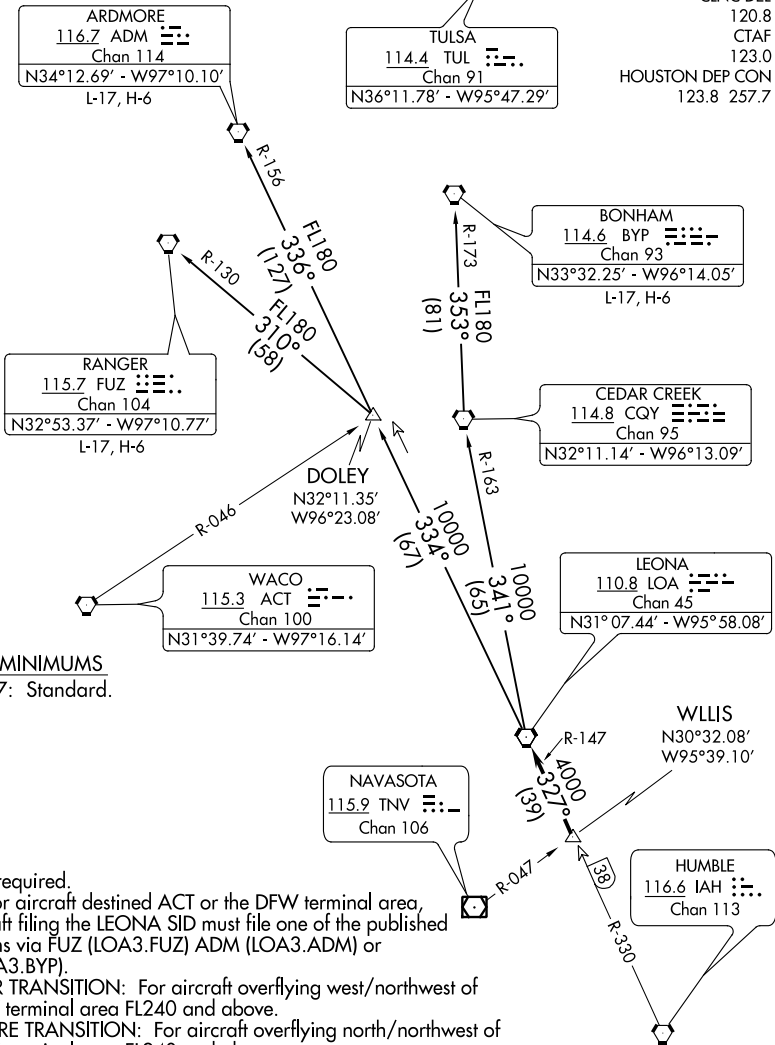 CLNC DEL
120.8
CTAF
123.0
HOUSTON DEP CON
123.8 257.7
ARDMORE
116.7 ADM
Chan 114
N34°12.69' - W97°10.10'
L-17, H-6
TULSA
114.4 TUL
Chan 91
N36°11.78' - W95°47.29'
R-156
FL180
336°
(127)
R-130
FL180
310°
(58)
R-173
FL180
353°
(81)
BONHAM
114.6 BYP
Chan 93
N33°32.25' - W96°14.05'
L-17, H-6
RANGER
115.7 FUZ
Chan 104
N32°53.37' - W97°10.77'
L-17, H-6
CEDAR CREEK
114.8 CQY
Chan 95
N32°11.14' - W96°13.09'
DOLEY
N32°11.35'
W96°23.08'
R-163
R-046
10000
334°
(67)
10000
341°
(65)
WACO
115.3 ACT
Chan 100
N31°39.74' - W97°16.14'
LEONA
110.8 LOA
Chan 45
N31°07.44' - W95°58.08'
MINIMUMS
7: Standard.
WLLIS
N30°32.08'
W95°39.10'
R-147
4000
327°
(39)
NAVASOTA
115.9 TNV
Chan 106
R-047
38
R-330
HUMBLE
116.6 IAH
Chan 113
required.
or aircraft destined ACT or the DFW terminal area,
aft filing the LEONA SID must file one of the published
ns via FUZ (LOA3.FUZ) ADM (LOA3.ADM) or
A3.BYP).
R TRANSITION: For aircraft overflying west/northwest of
terminal area FL240 and above.
RE TRANSITION: For aircraft overflying north/northwest of